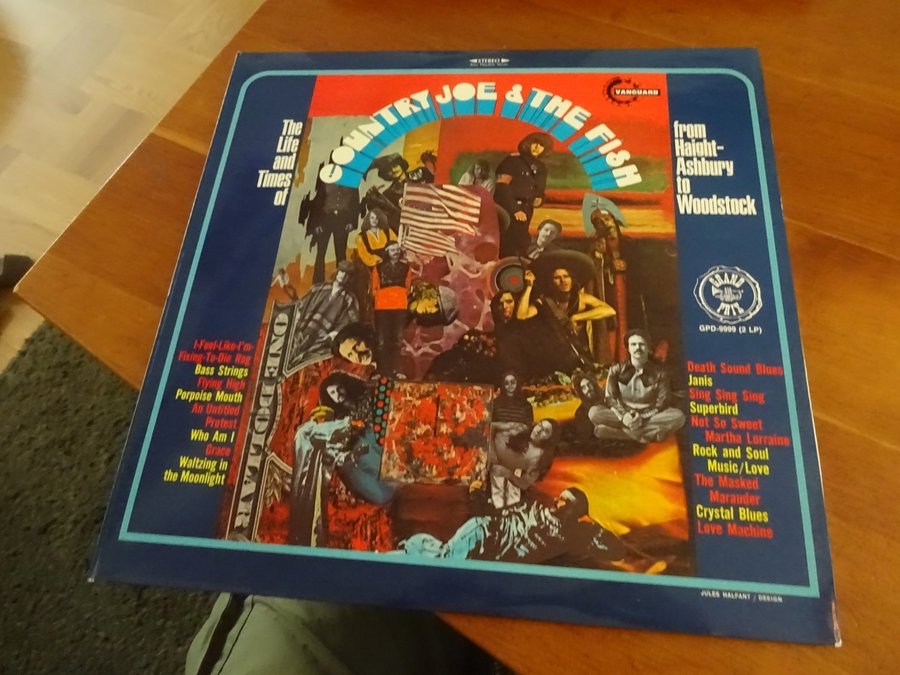 STEREO
COUNTRY JOE & THE FISH
VANGUARD
The
Life
and
Times
of
from
Haight-
Ashbury
to
Woodstock
GRAND
PRIX
GPD-9999 (2 LP)
ONE DOLLAR
I-Feel-Like-I'm-
Fixing-To-Die Rag
Bass Strings
Flying High
Porpoise Mouth
An Untitled
Protest
Who Am I
Grace
Waltzing in
the Moonlight
Death Sound Blues
Janis
Sing Sing Sing
Superbird
Not So Sweet
Martha Lorraine
Rock and Soul
Music/Love
The Masked
Marauder
Crystal Blues
Love Machine
JULES HALFANT / DESIGN